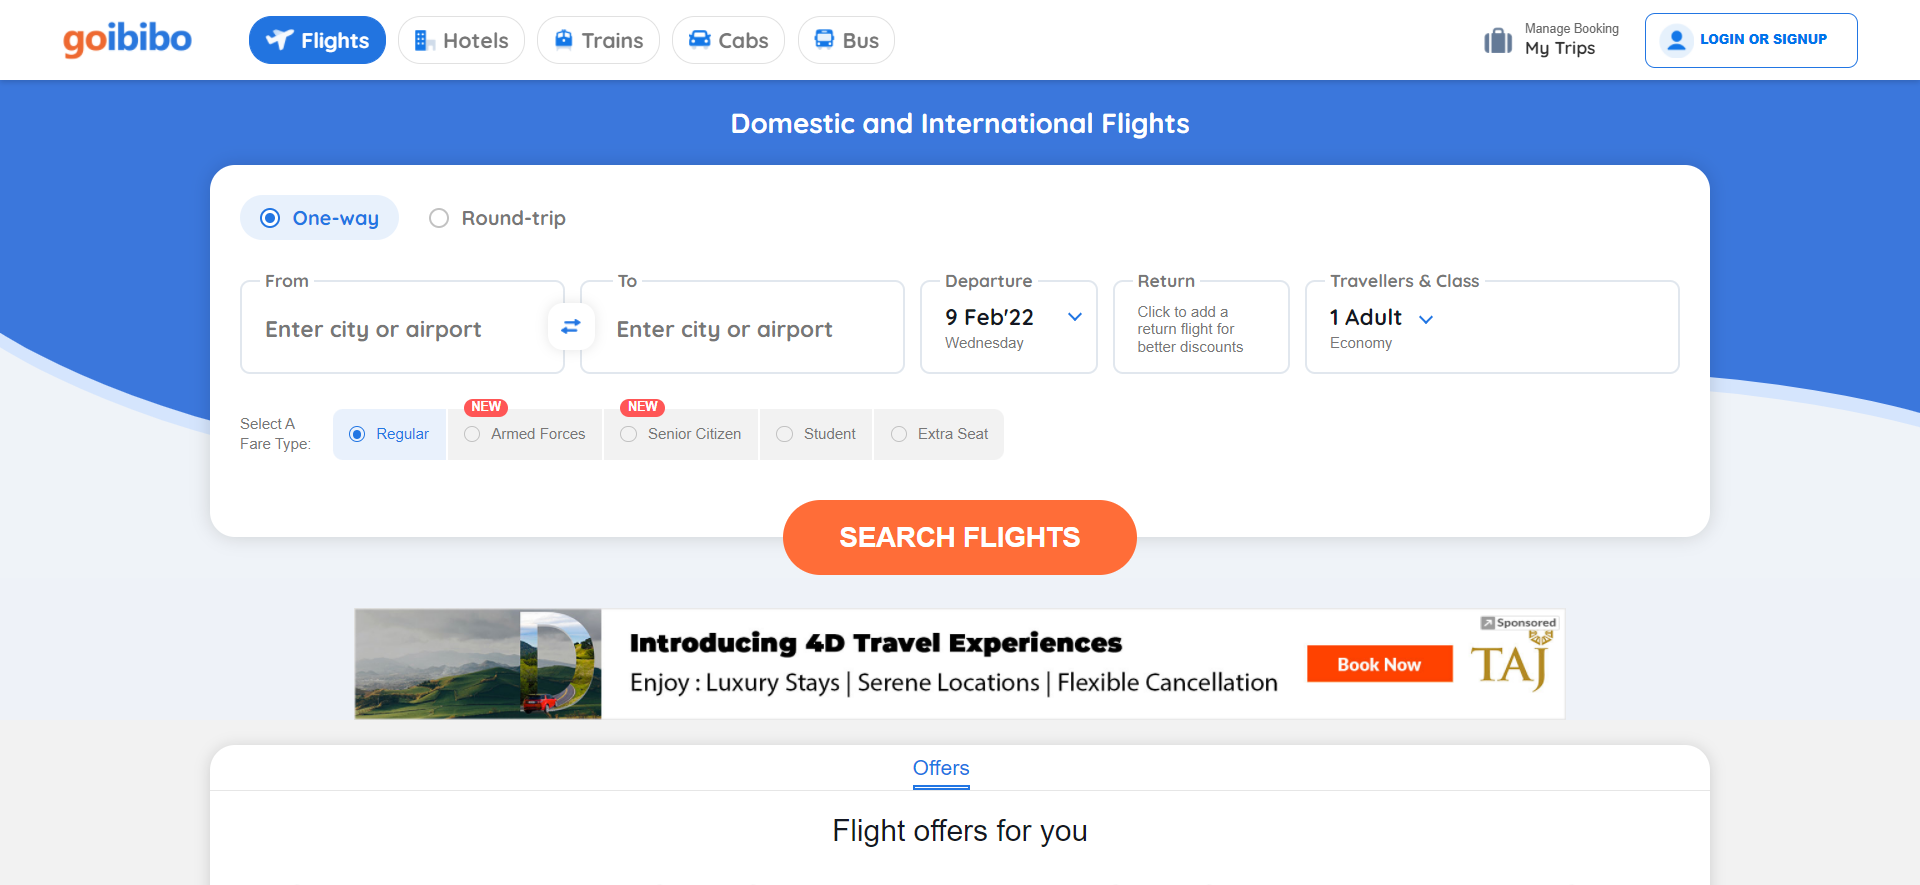 goibibo
Flights
Hotels
Trains
Cabs
Bus
Manage Booking
My Trips
LOGIN OR SIGNUP
Domestic and International Flights
One-way
Round-trip
From
Enter city or airport
To
Enter city or airport
Departure
9 Feb'22
Wednesday
Return
Click to add a
return flight for
better discounts
Travellers & Class
1 Adult
Economy
Select A
Fare Type:
Regular
NEW
Armed Forces
NEW
Senior Citizen
Student
Extra Seat
SEARCH FLIGHTS
D
Introducing 4D Travel Experiences
Enjoy : Luxury Stays | Serene Locations | Flexible Cancellation
Book Now
Sponsored
TAJ
Offers
Flight offers for you